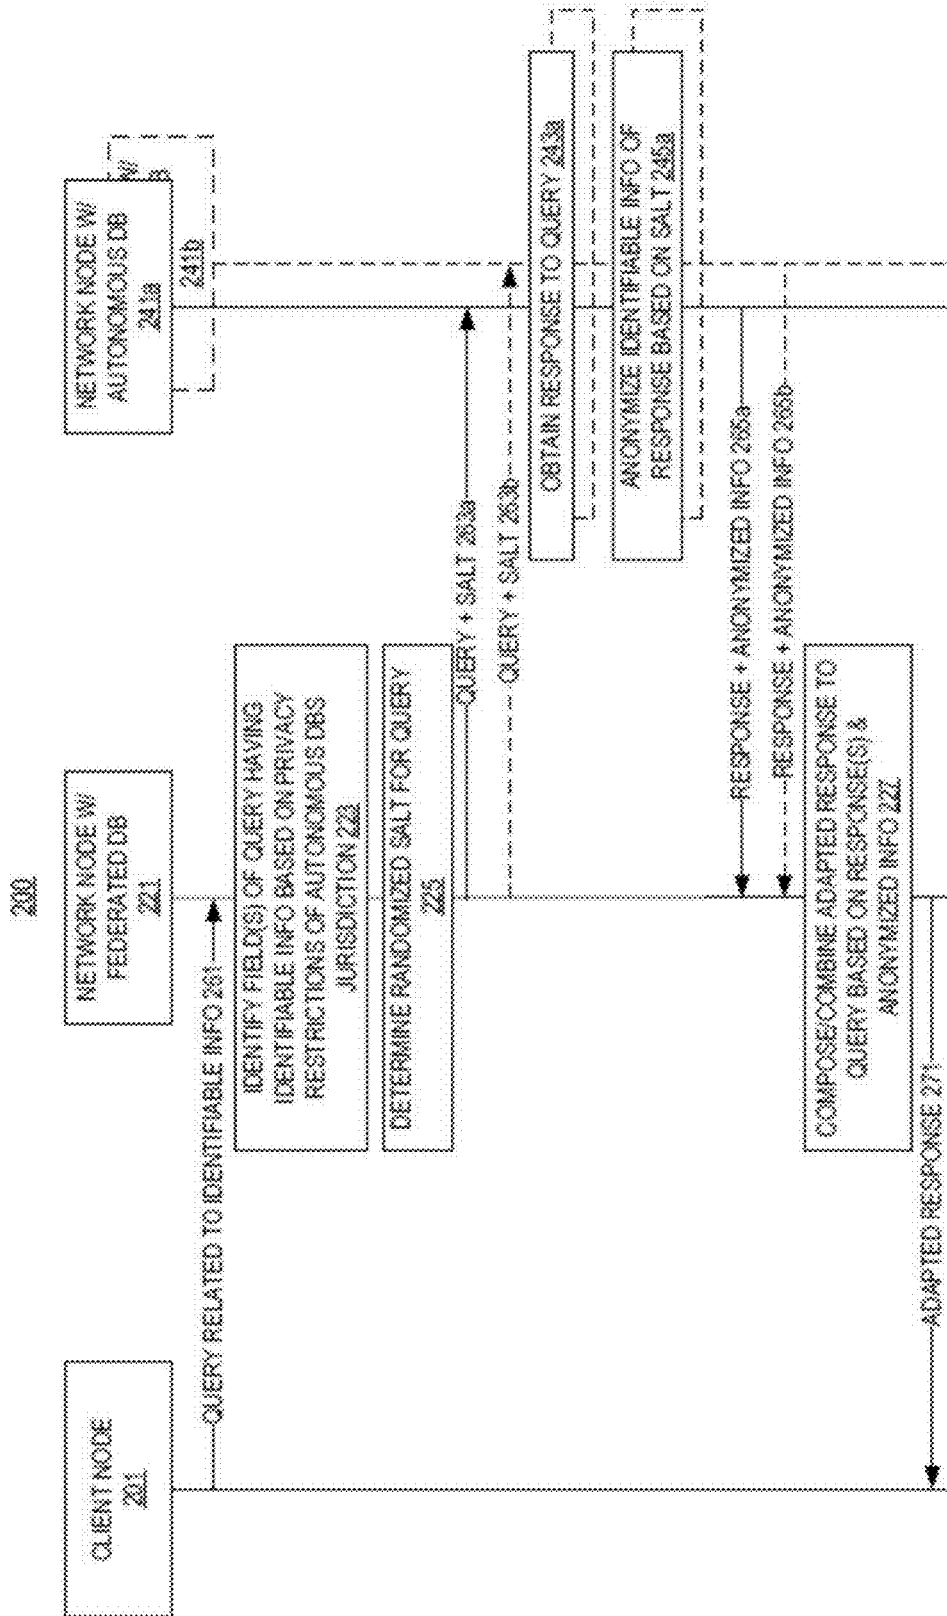 200
CLIENT NODE
201
NETWORK NODE W/
FEDERATED DB
221
NETWORK NODE W/
AUTONOMOUS DB
241a
W/
B
241b
QUERY RELATED TO IDENTIFIABLE INFO 261
IDENTIFY FIELD(S) OF QUERY HAVING
IDENTIFIABLE INFO BASED ON PRIVACY
RESTRICTIONS OF AUTONOMOUS DBS
JURISDICTION 223
DETERMINE RANDOMIZED SALT FOR QUERY
225
QUERY + SALT 263a
QUERY + SALT 263b
OBTAIN RESPONSE TO QUERY 243a
ANONYMIZE IDENTIFIABLE INFO OF
RESPONSE BASED ON SALT 245a
RESPONSE + ANONYMIZED INFO 265a
RESPONSE + ANONYMIZED INFO 265b
COMPOSE/COMBINE ADAPTED RESPONSE TO
QUERY BASED ON RESPONSE(S) &
ANONYMIZED INFO 227
ADAPTED RESPONSE 271